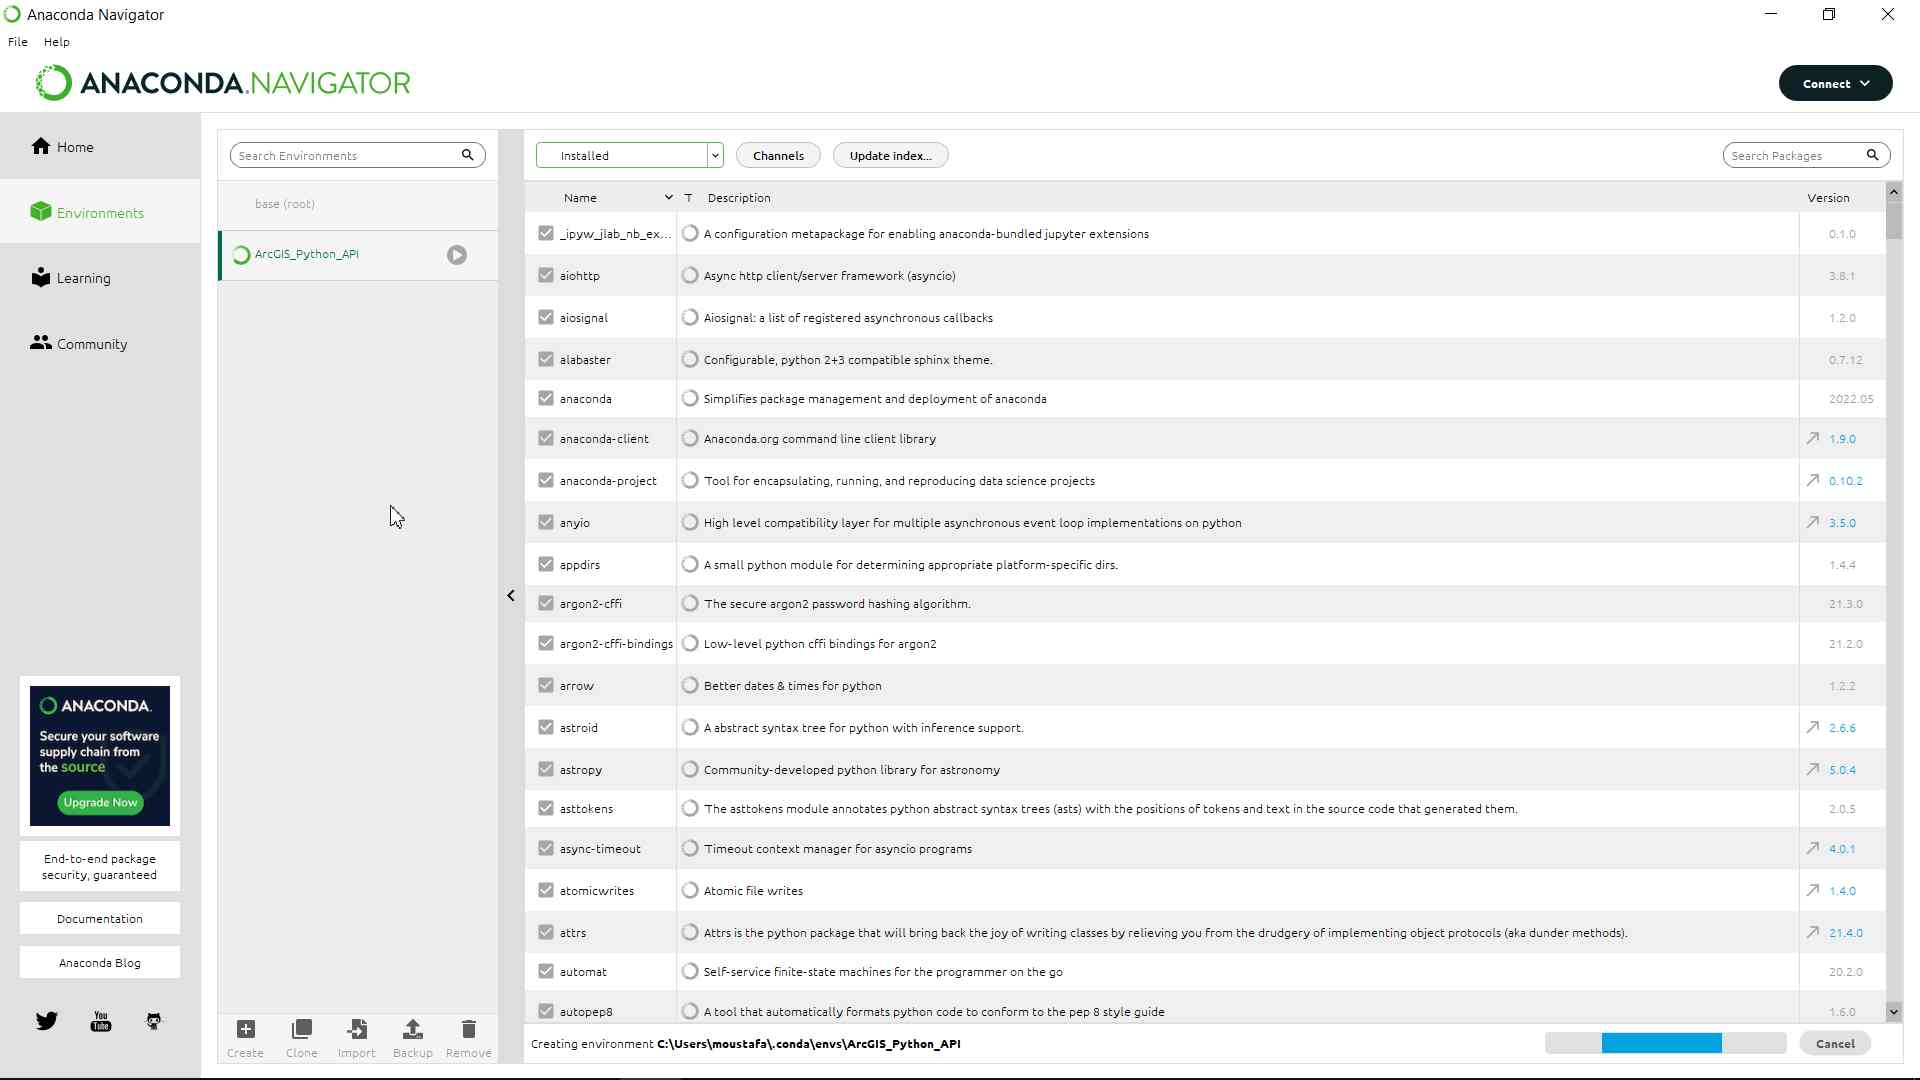 Anaconda Navigator
File Help
ANACONDA.NAVIGATOR
Connect
Home
Environments
Learning
Community
ANACONDA.
Secure your software
supply chain from
the source
Upgrade Now
End-to-end package
security, guaranteed
Documentation
Anaconda Blog
You
Tube
Search Environments
base (root)
ArcGIS_Python_API
Create Clone Import Backup Remove
Installed Channels Update index... Search Packages
Name T Description Version
_ipyw_jlab_nb_ex... A configuration metapackage for enabling anaconda-bundled jupyter extensions 0.1.0
aiohttp Async http client/server framework (asyncio) 3.8.1
aiosignal Aiosignal: a list of registered asynchronous callbacks 1.2.0
alabaster Configurable, python 2+3 compatible sphinx theme. 0.7.12
anaconda Simplifies package management and deployment of anaconda 2022.05
anaconda-client Anaconda.org command line client library 1.9.0
anaconda-project Tool for encapsulating, running, and reproducing data science projects 0.10.2
anyio High level compatibility layer for multiple asynchronous event loop implementations on python 3.5.0
appdirs A small python module for determining appropriate platform-specific dirs. 1.4.4
argon2-cffi The secure argon2 password hashing algorithm. 21.3.0
argon2-cffi-bindings Low-level python cffi bindings for argon2 21.2.0
arrow Better dates & times for python 1.2.2
astroid A abstract syntax tree for python with inference support. 2.6.6
astropy Community-developed python library for astronomy 5.0.4
asttokens The asttokens module annotates python abstract syntax trees (asts) with the positions of tokens and text in the source code that generated them. 2.0.5
async-timeout Timeout context manager for asyncio programs 4.0.1
atomicwrites Atomic file writes 1.4.0
attrs Attrs is the python package that will bring back the joy of writing classes by relieving you from the drudgery of implementing object protocols (aka dunder methods). 21.4.0
automat Self-service finite-state machines for the programmer on the go 20.2.0
autopep8 A tool that automatically formats python code to conform to the pep 8 style guide 1.6.0
Creating environment C:\Users\moustafa\.conda\envs\ArcGIS_Python_API Cancel